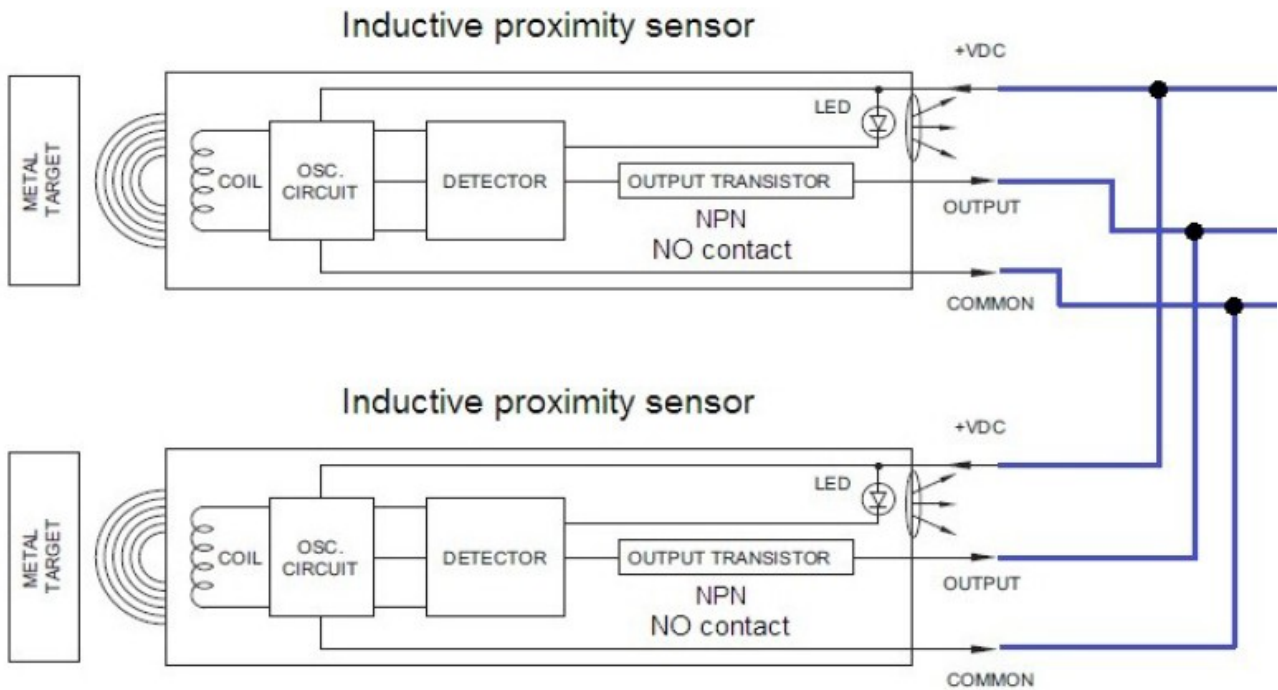 Inductive proximity sensor
+VDC
METAL
TARGET
COIL
OSC.
CIRCUIT
DETECTOR
LED
OUTPUT TRANSISTOR
NPN
NO contact
OUTPUT
COMMON
Inductive proximity sensor
+VDC
METAL
TARGET
COIL
OSC.
CIRCUIT
DETECTOR
LED
OUTPUT TRANSISTOR
NPN
NO contact
OUTPUT
COMMON